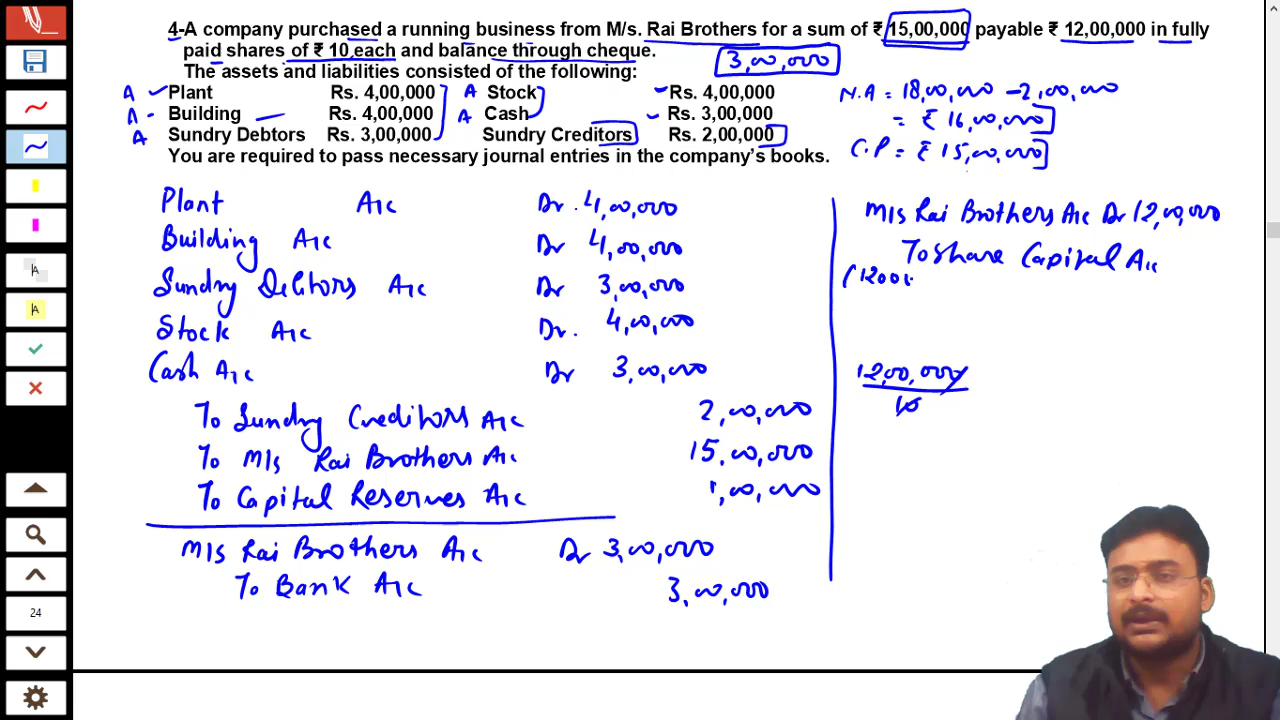 4-A company purchased a running business from M/s. Rai Brothers for a sum of ₹ 15,00,000 payable ₹ 12,00,000 in fully
paid shares of ₹ 10 each and balance through cheque.
3,00,000
The assets and liabilities consisted of the following:
A Plant Rs. 4,00,000 A Stock Rs. 4,00,000
A Building Rs. 4,00,000 A Cash Rs. 3,00,000
A Sundry Debtors Rs. 3,00,000 Sundry Creditors Rs. 2,00,000
You are required to pass necessary journal entries in the company's books.
N.A = 18,00,000 - 2,00,000
= ₹ 16,00,000
C.P = ₹ 15,00,000
Plant A/c Dr. 4,00,000
Building A/c Dr 4,00,000
Sundry Debtors A/c Dr 3,00,000
Stock A/c Dr. 4,00,000
Cash A/c Dr 3,00,000
To Sundry Creditors A/c 2,00,000
To M/s Rai Brothers A/c 15,00,000
To Capital Reserves A/c 1,00,000
M/s Rai Brothers A/c Dr 3,00,000
To Bank A/c 3,00,000
M/s Rai Brothers A/c Dr 12,00,000
To Share Capital A/c
(1200
12,00,000
10
A
A
24